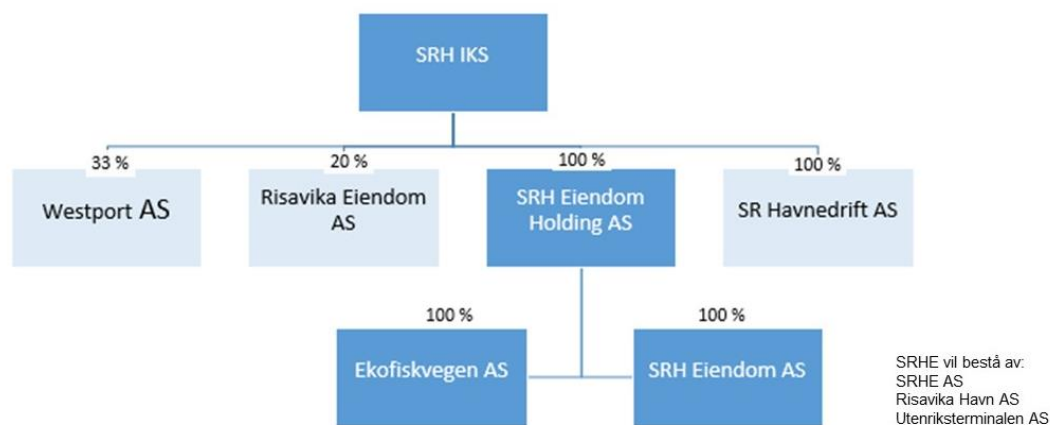 SRH IKS
33 %
20 %
100 %
100 %
Westport AS
Risavika Eiendom
AS
SRH Eiendom
Holding AS
SR Havnedrift AS
100 %
100 %
Ekofiskvegen AS
SRH Eiendom AS
SRHE vil bestå av:
SRHE AS
Risavika Havn AS
Utenriksterminalen AS